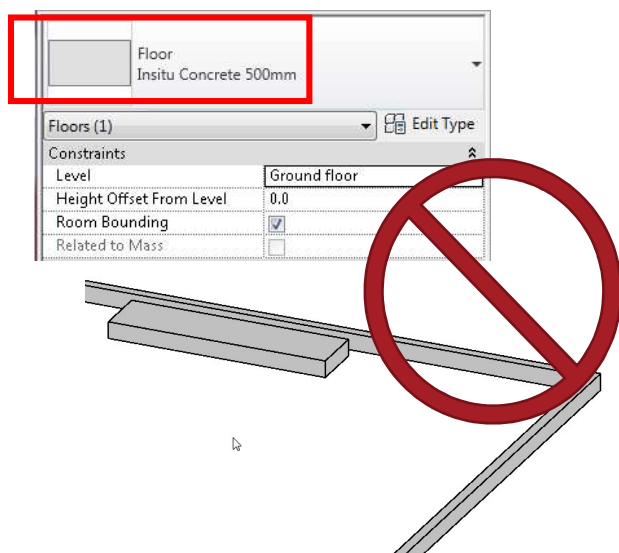 Floor
Insitu Concrete 500mm
Floors (1) Edit Type
Constraints
Level Ground floor
Height Offset From Level 0.0
Room Bounding
Related to Mass